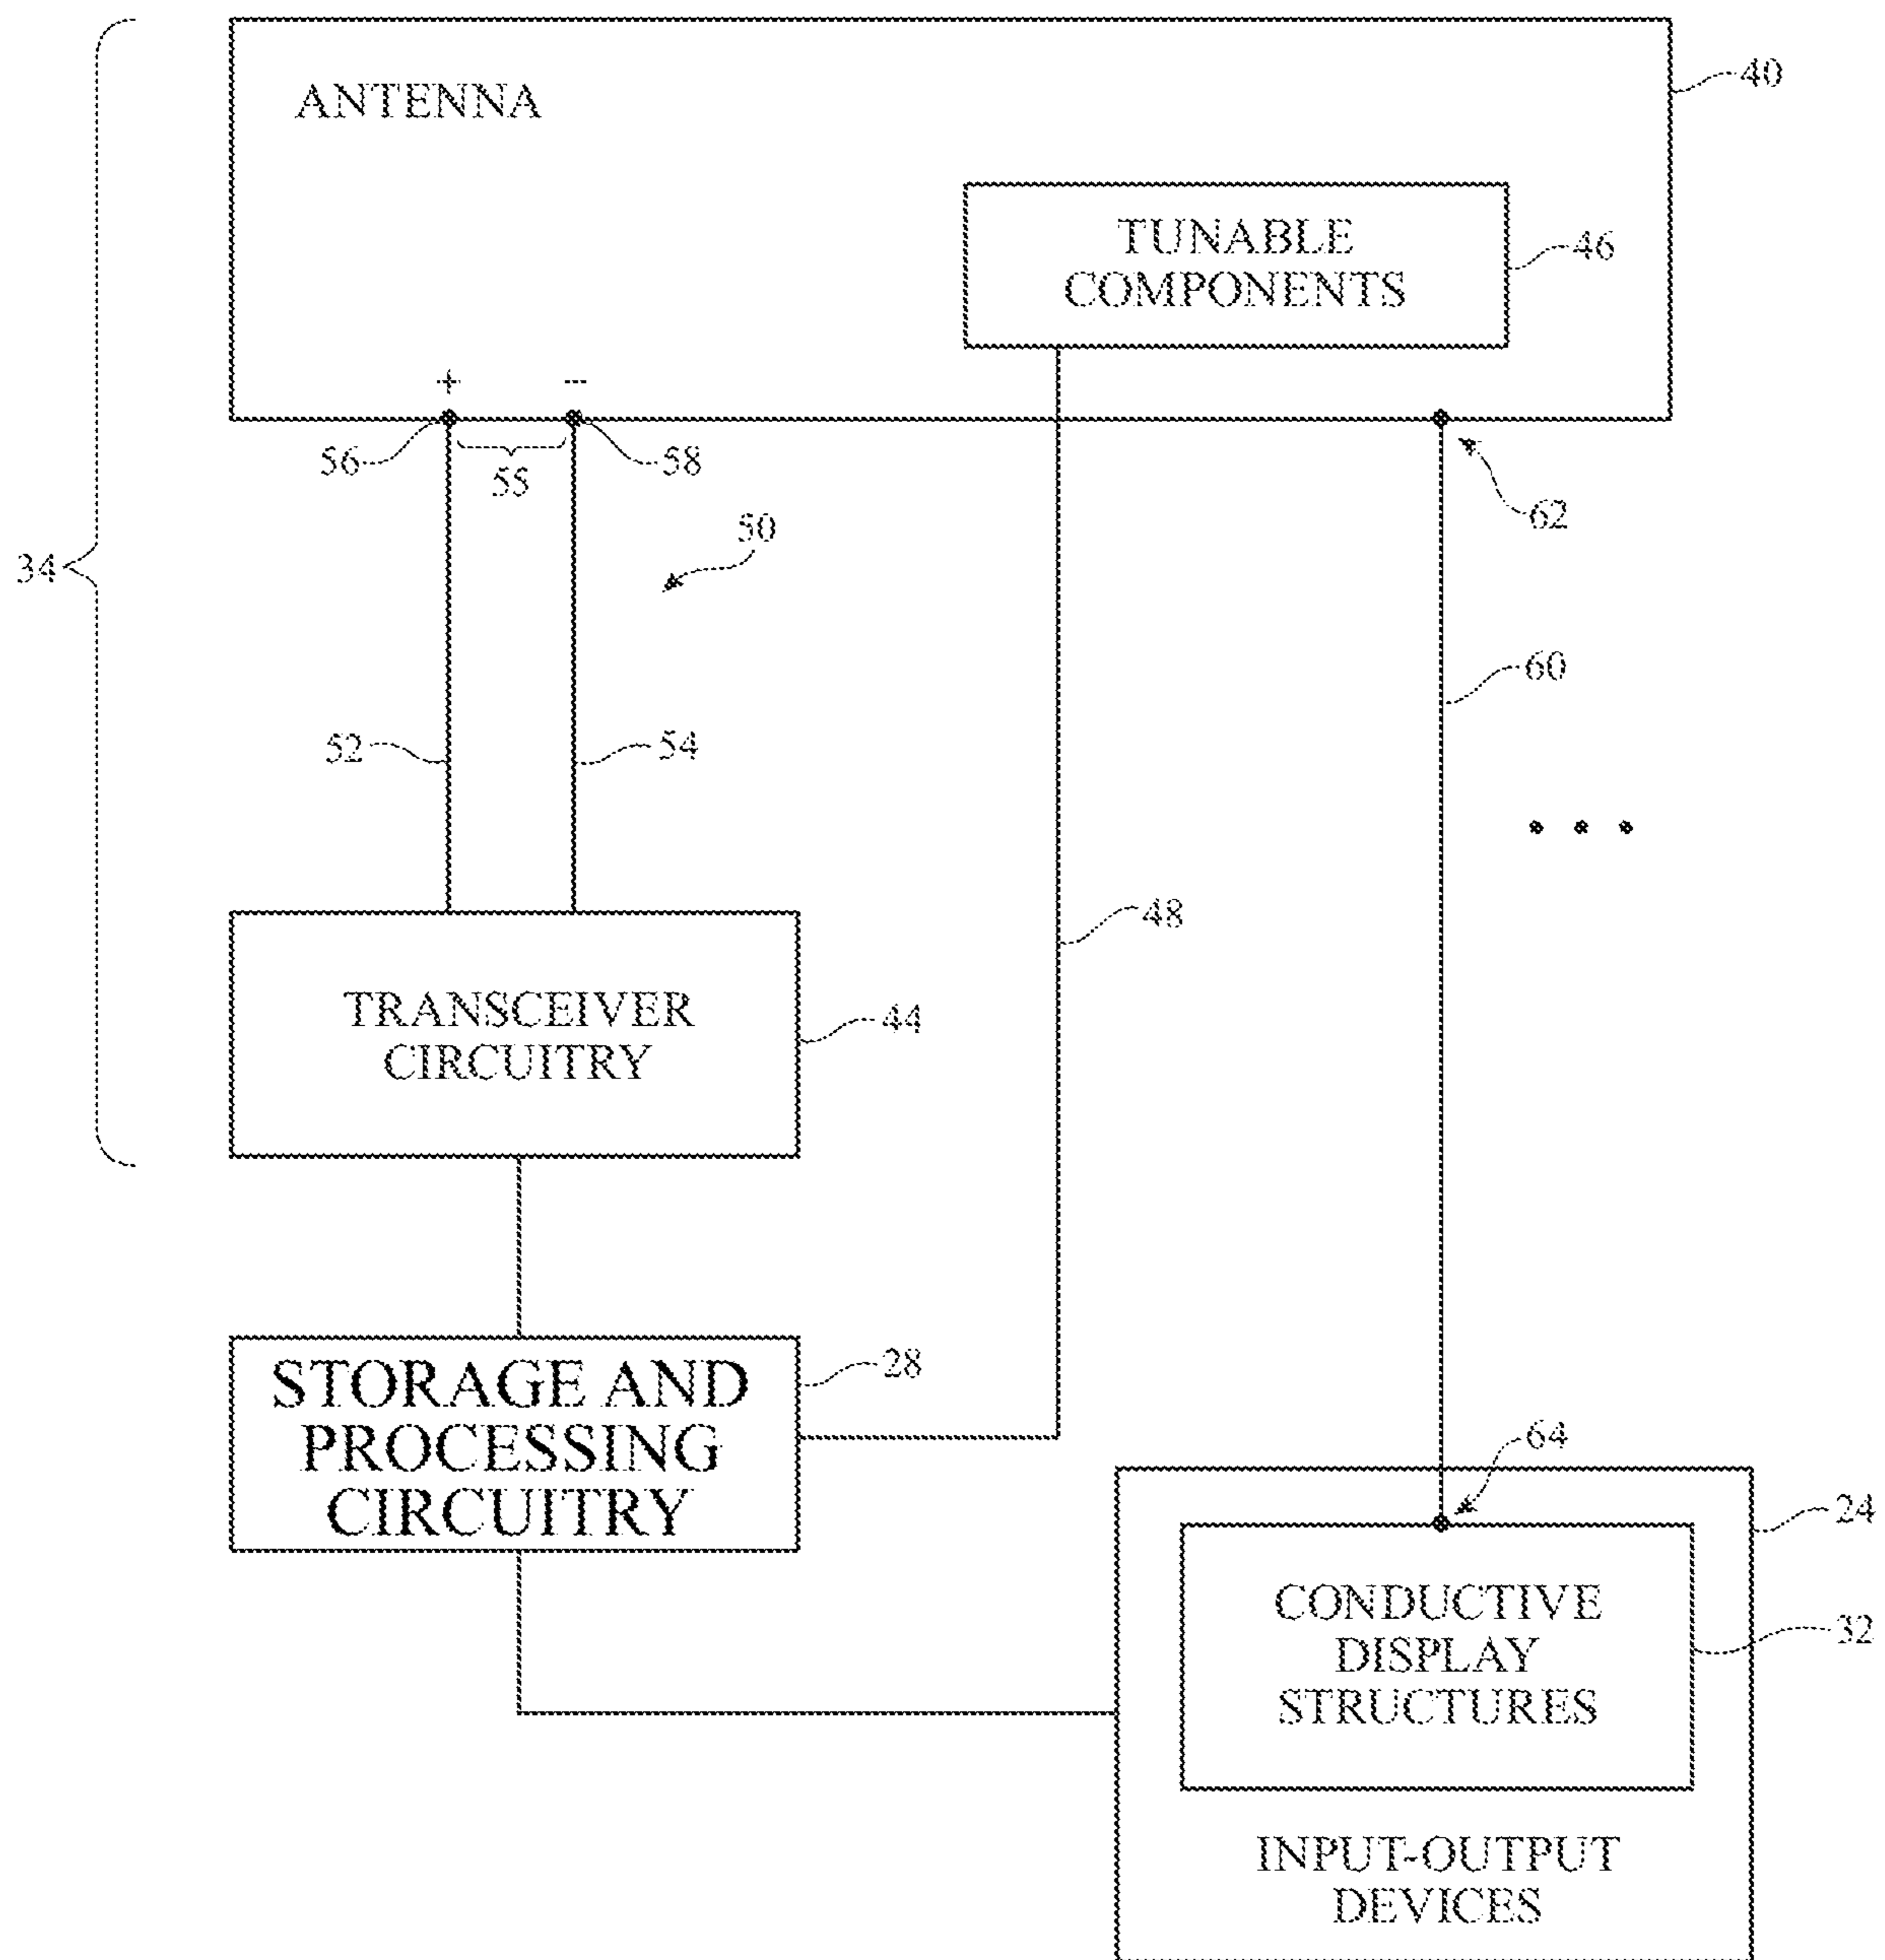 ANTENNA
40
TUNABLE
COMPONENTS
46
+ −
56
55
58
62
50
34
60
52
54
• • •
48
TRANSCEIVER
CIRCUITRY
44
STORAGE AND
PROCESSING
CIRCUITRY
28
64
24
CONDUCTIVE
DISPLAY
STRUCTURES
32
INPUT-OUTPUT
DEVICES